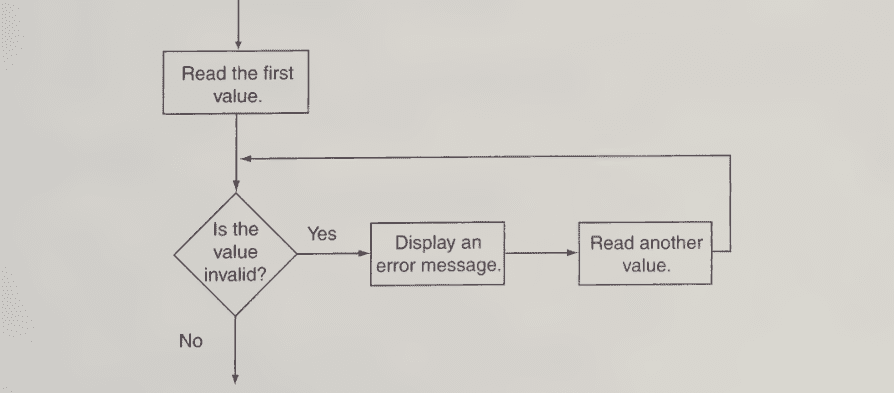 Read the first
value.
Is the
value
invalid?
Yes
Display an
error message.
Read another
value.
No